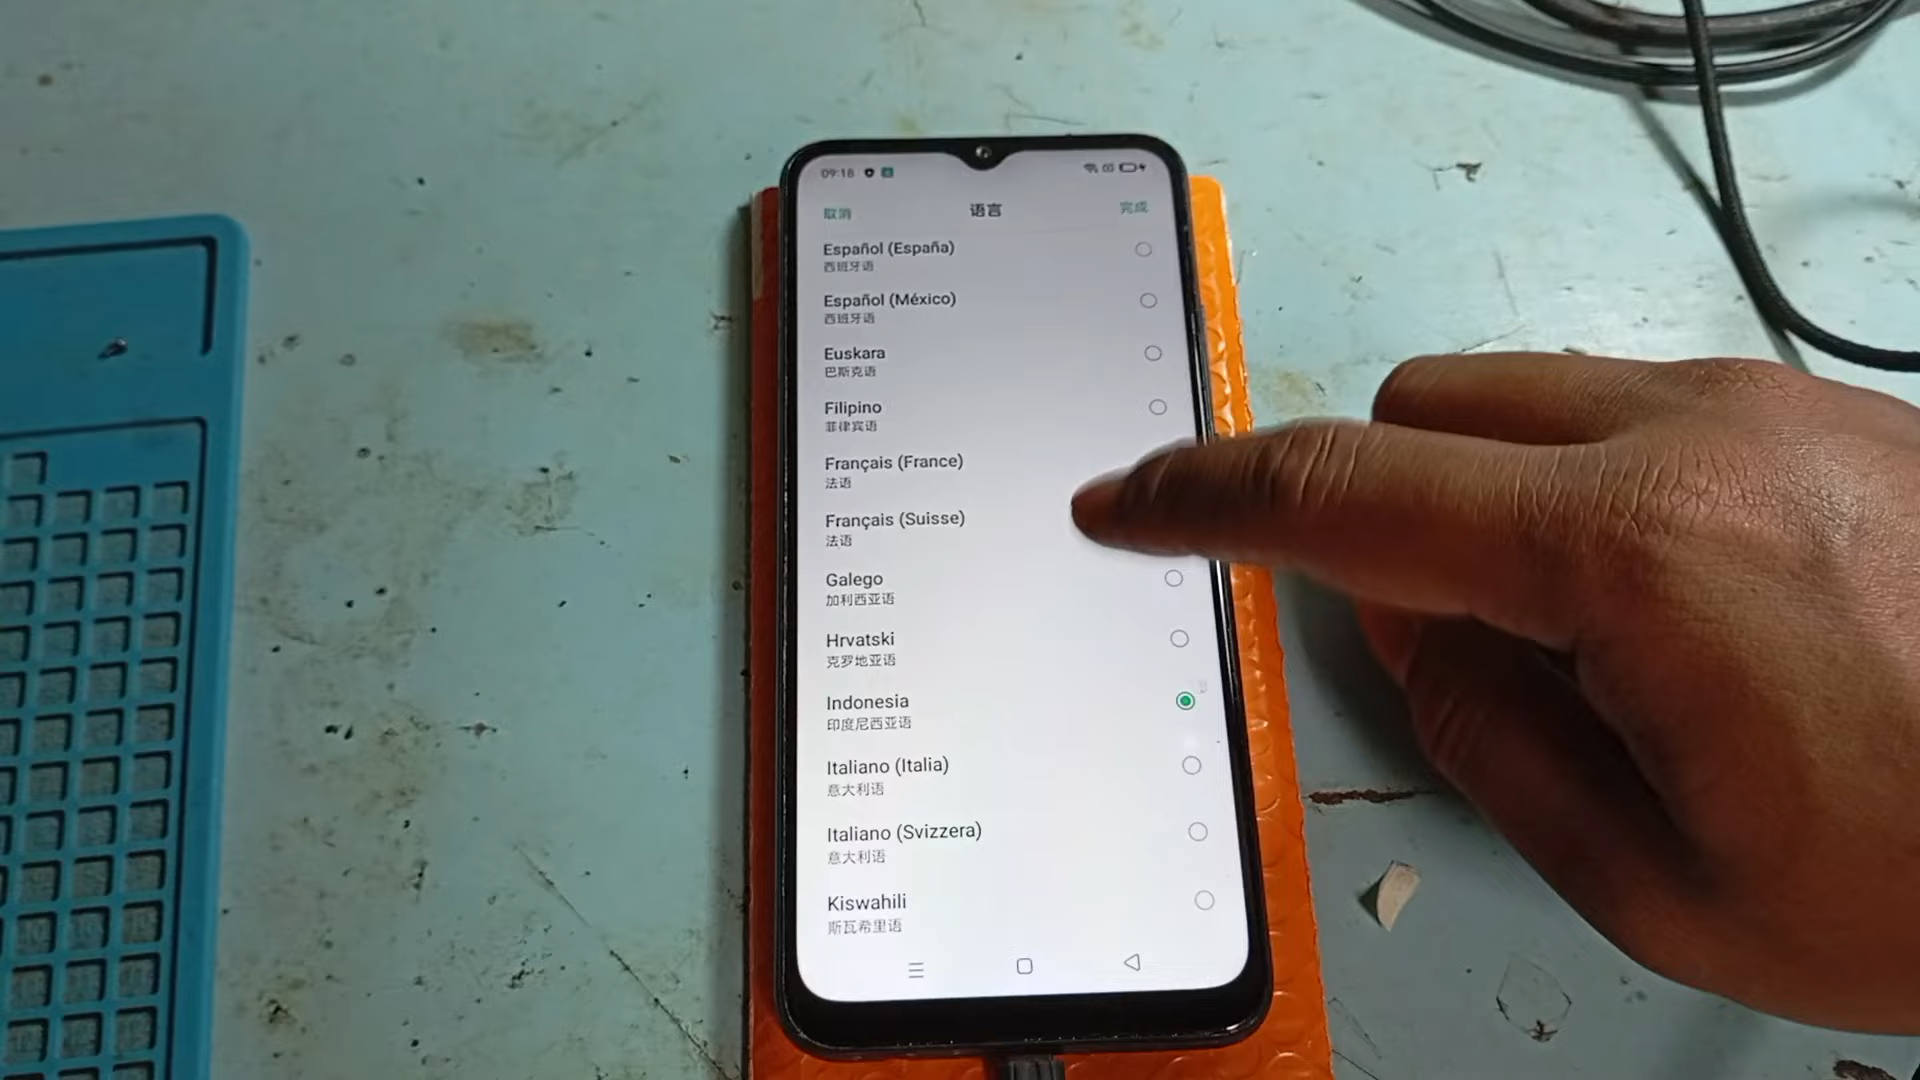 09:18
取消
语言
完成
Español (España)
西班牙语
Español (México)
西班牙语
Euskara
巴斯克语
Filipino
菲律宾语
Français (France)
法语
Français (Suisse)
法语
Galego
加利西亚语
Hrvatski
克罗地亚语
Indonesia
印度尼西亚语
Italiano (Italia)
意大利语
Italiano (Svizzera)
意大利语
Kiswahili
斯瓦希里语